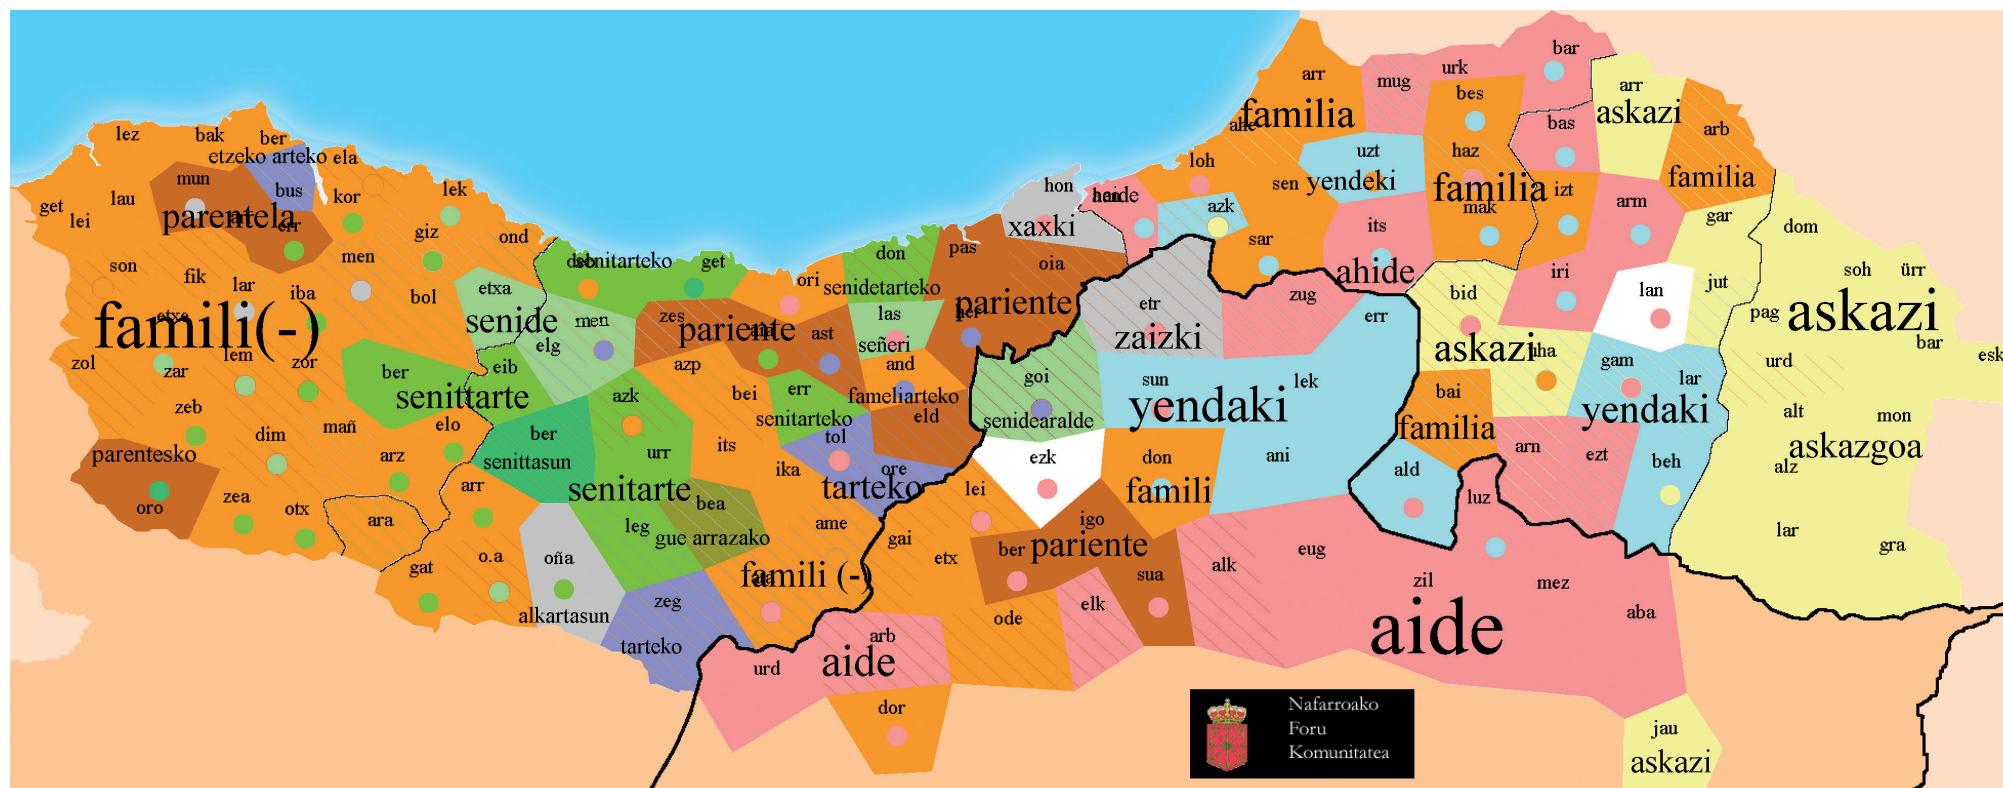 bar
urk
arr
mug
arr
bes
askazi
familia
bas
arb
lez
bak
ber
etzeko arteko
ela
uzt
haz
loh
familia
mun
bus
kor
lek
hon
haide
sen
yendeki
familia
izt
lau
get
lei
parentela
err
azk
mak
arm
gar
giz
ond
xaxki
its
dom
sar
men
pas
son
fik
senitarteko
get
don
oia
ahide
iri
soh
ürr
lar
iba
bol
etxa
ori
senidetarteko
etr
zug
bid
lan
jut
etxe
famili(-)
senide
men
zes
pariente
ast
las
pariente
zaizki
err
pag
askazi
lem
elg
señeri
askazi
bar
esk
zol
zar
zor
ber
eib
azp
and
goi
sun
lek
gam
lar
urd
senittarte
azk
bei
err
fameliarteko
yendaki
bai
yendaki
zeb
senitarteko
eld
senidearalde
familia
alt
mon
dim
mañ
elo
ber
its
tol
askazgoa
parentesko
arz
senittasun
urr
ika
ore
ezk
don
ani
ald
arn
ezt
beh
alz
oro
zea
otx
arr
senitarte
tarteko
lei
famili
luz
ara
leg
bea
ame
gue arrazako
gai
igo
lar
gra
gat
o.a
oña
famili (-)
etx
ber
pariente
sua
alk
eug
zil
mez
alkartasun
zeg
ode
elk
aide
aba
tarteko
arb
aide
urd
dor
Nafarroako
Foru
Komunitatea
jau
askazi